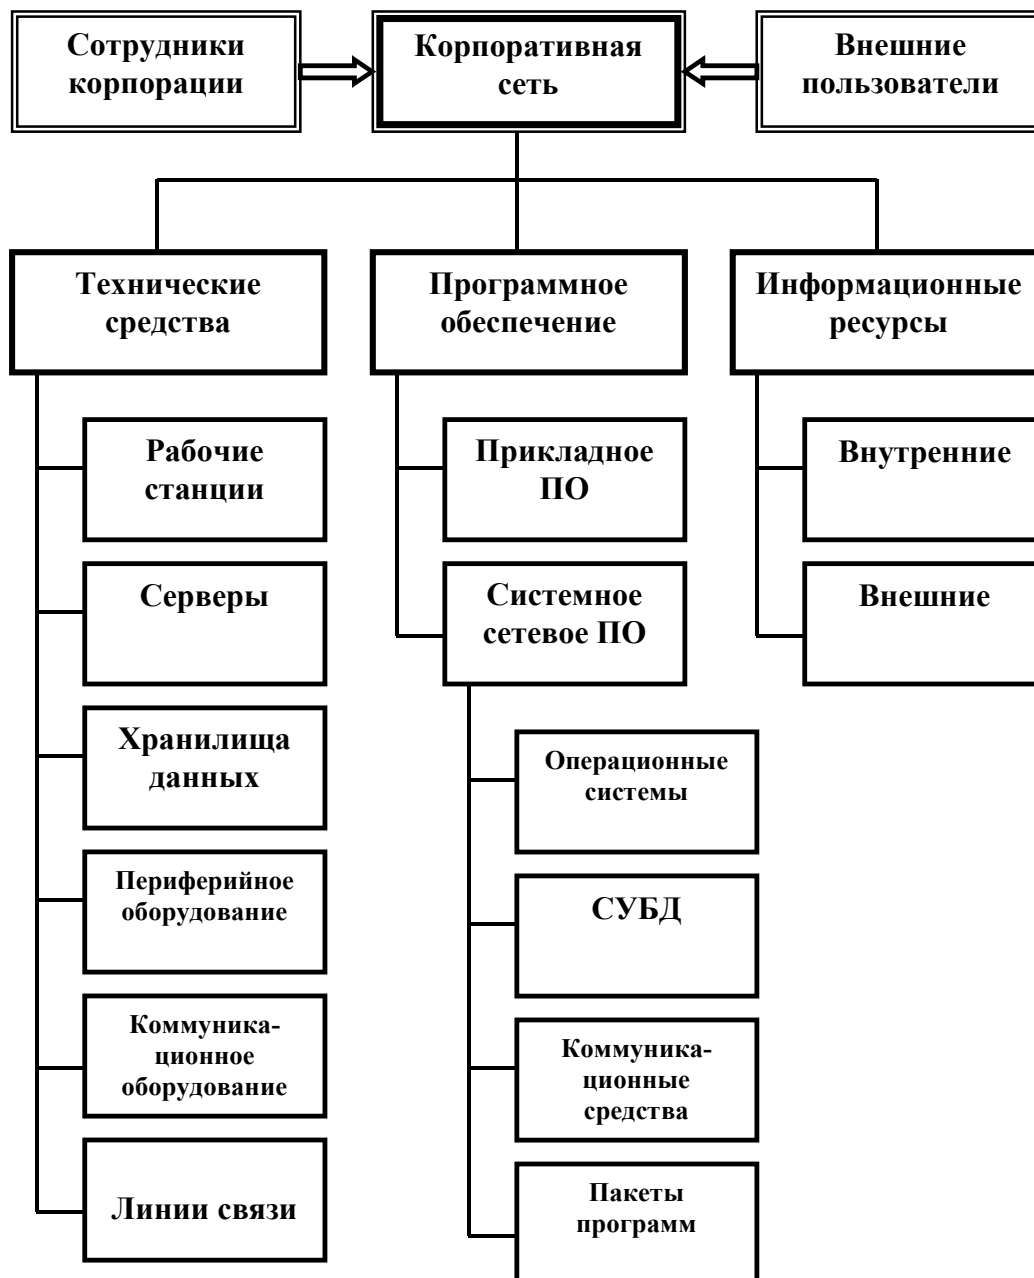 Сотрудники
корпорации
Корпоративная
сеть
Внешние
пользователи
Технические
средства
Программное
обеспечение
Информационные
ресурсы
Рабочие
станции
Серверы
Хранилища
данных
Периферийное
оборудование
Коммуника-
ционное
оборудование
Линии связи
Прикладное
ПО
Системное
сетевое ПО
Операционные
системы
СУБД
Коммуника-
ционные
средства
Пакеты
программ
Внутренние
Внешние